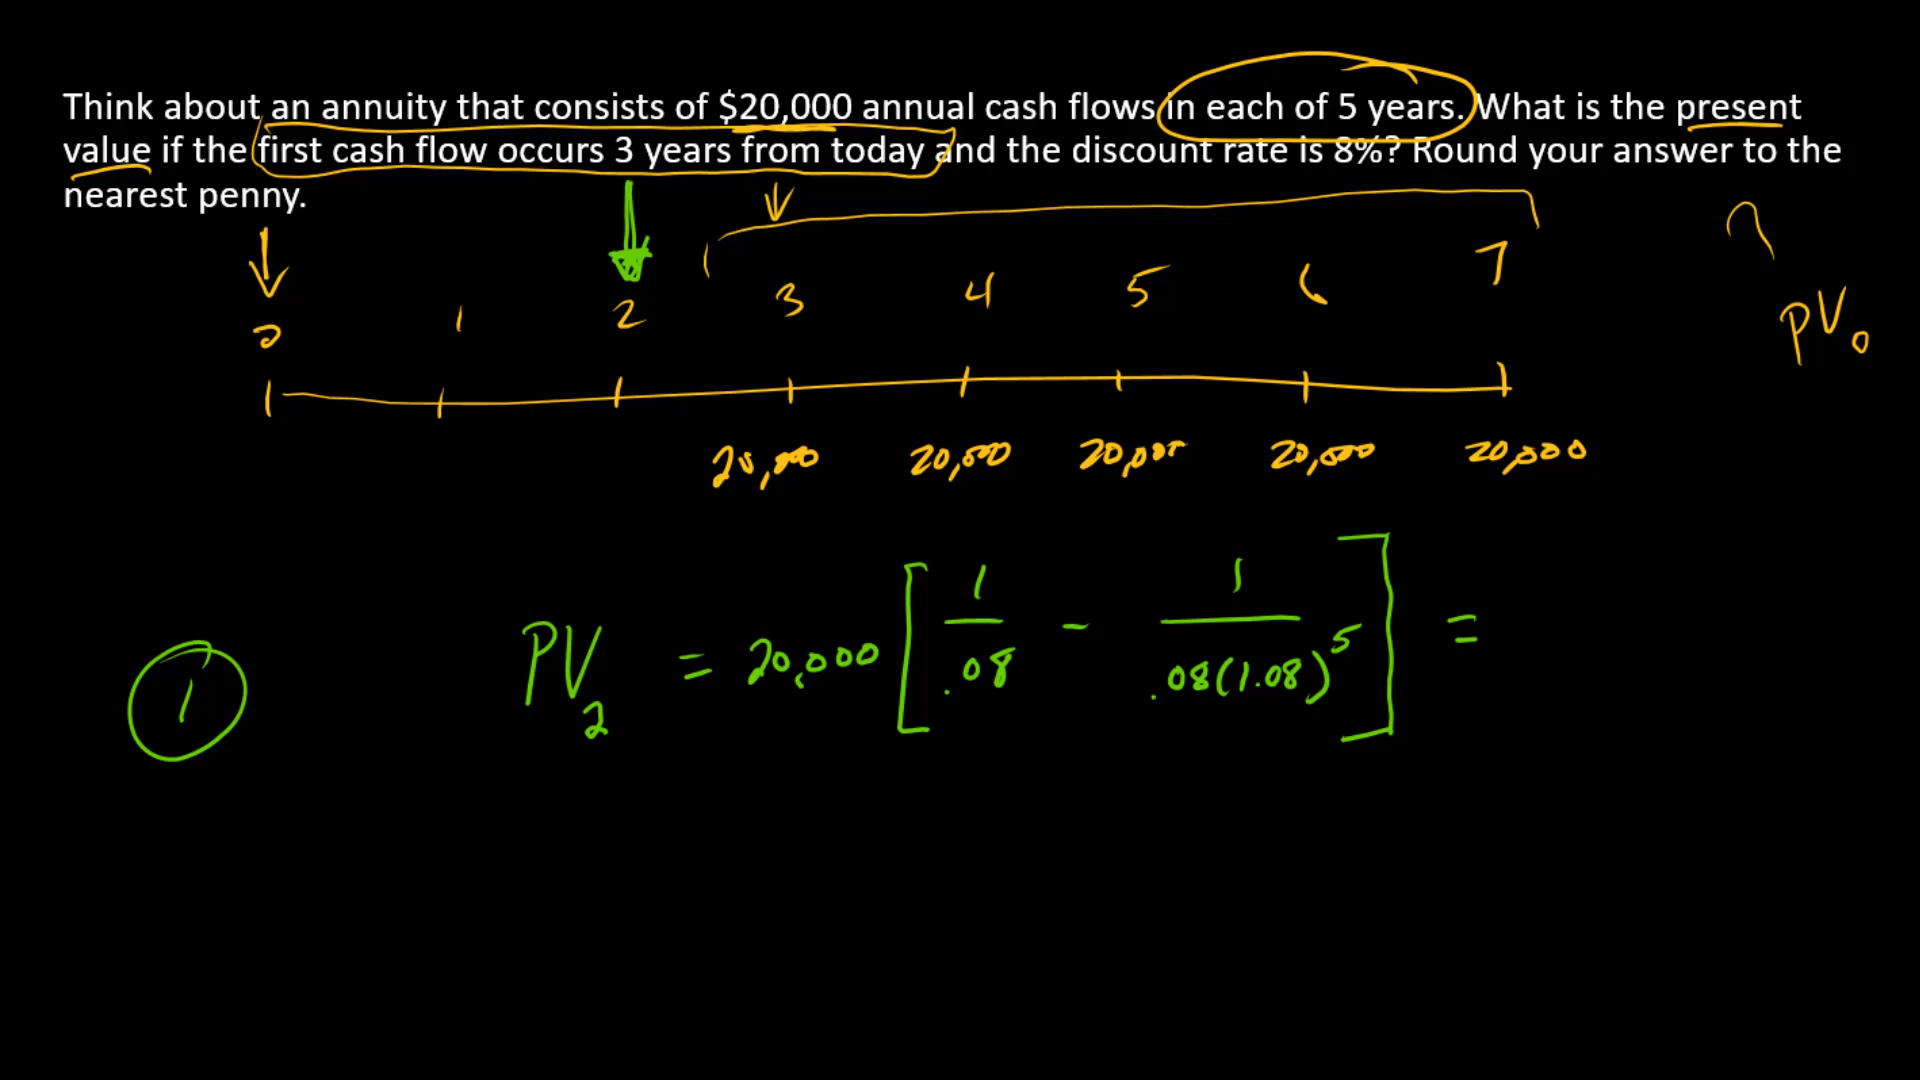 Think about an annuity that consists of $20,000 annual cash flows in each of 5 years. What is the present
value if the first cash flow occurs 3 years from today and the discount rate is 8%? Round your answer to the
nearest penny.
0 1 2 3 4 5 6 7
PV0
20,000 20,000 20,000 20,000 20,000
1
PV2 = 20,000 [ 1/.08 - 1/.08(1.08)^5 ] =